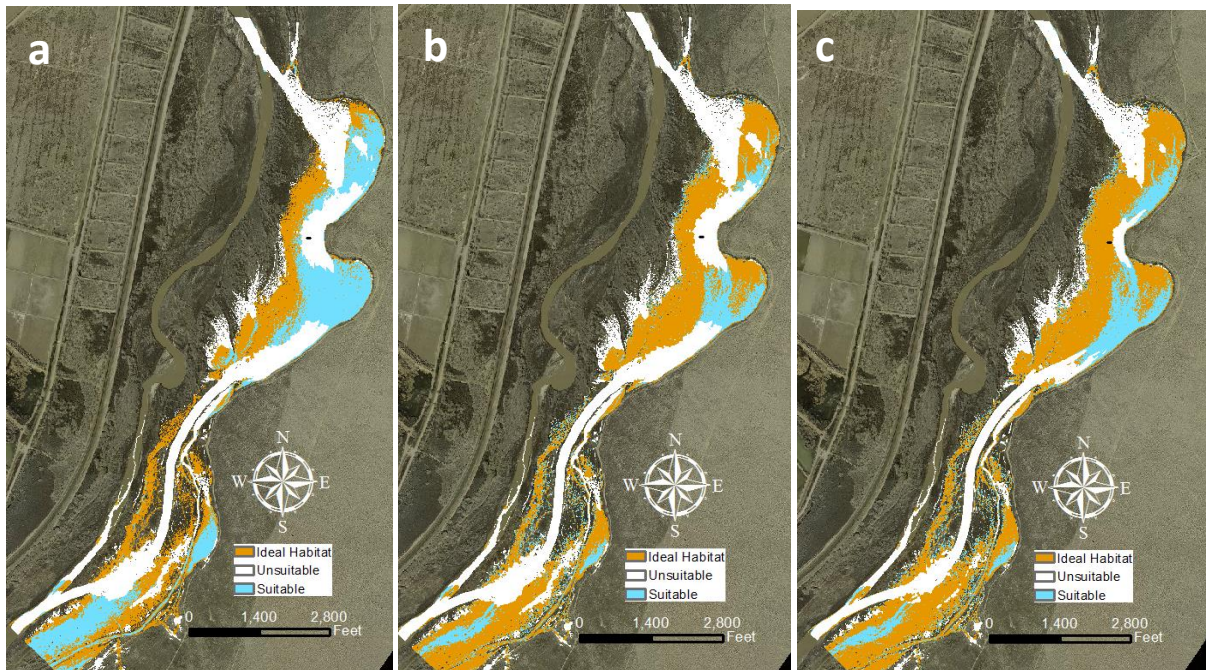 a
N
W E
S
Ideal Habitat
Unsuitable
Suitable
0 1,400 2,800
Feet
b
N
W E
S
Ideal Habitat
Unsuitable
Suitable
0 1,400 2,800
Feet
c
N
W E
S
Ideal Habitat
Unsuitable
Suitable
0 1,400 2,800
Feet